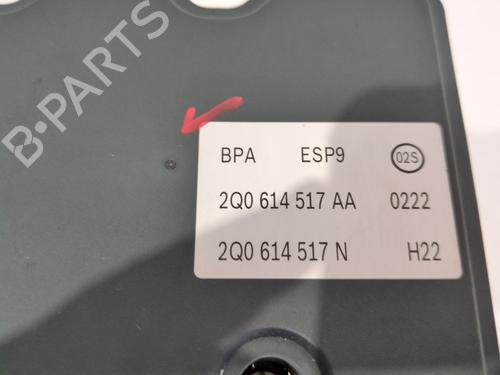 B-PARTS
BPA ESP9 02S
2Q0 614 517 AA 0222
2Q0 614 517 N H22